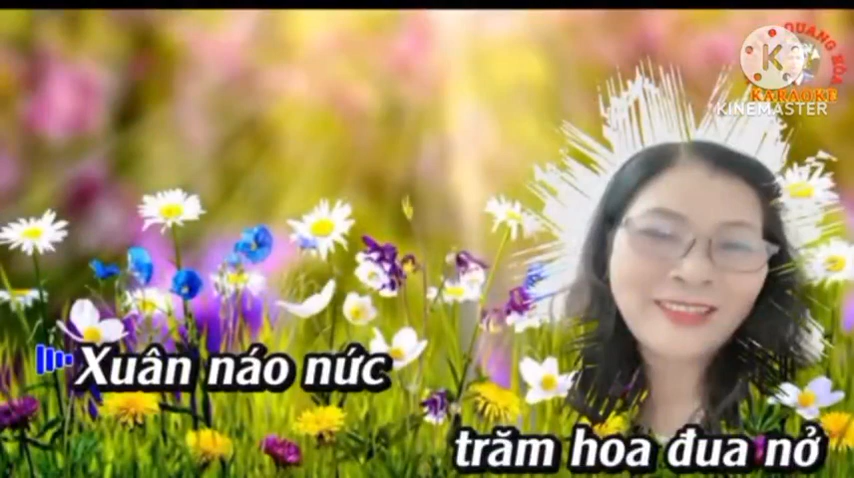 QUANG HÒA
K
KARAOKE
KINEMASTER
Xuân náo nức
trăm hoa đua nở